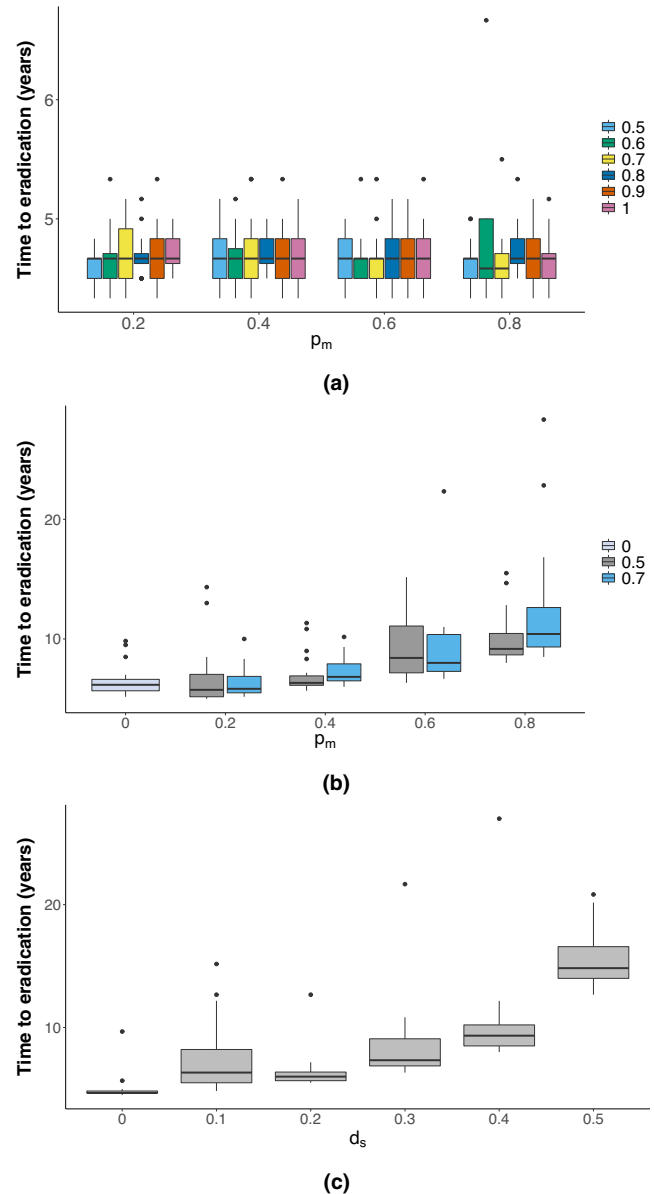 Time to eradication (years)
6
5
0.2 0.4 0.6 0.8
p_m
0.5
0.6
0.7
0.8
0.9
1
(a)
Time to eradication (years)
20
10
0 0.2 0.4 0.6 0.8
p_m
0
0.5
0.7
(b)
Time to eradication (years)
20
10
0 0.1 0.2 0.3 0.4 0.5
d_s
(c)